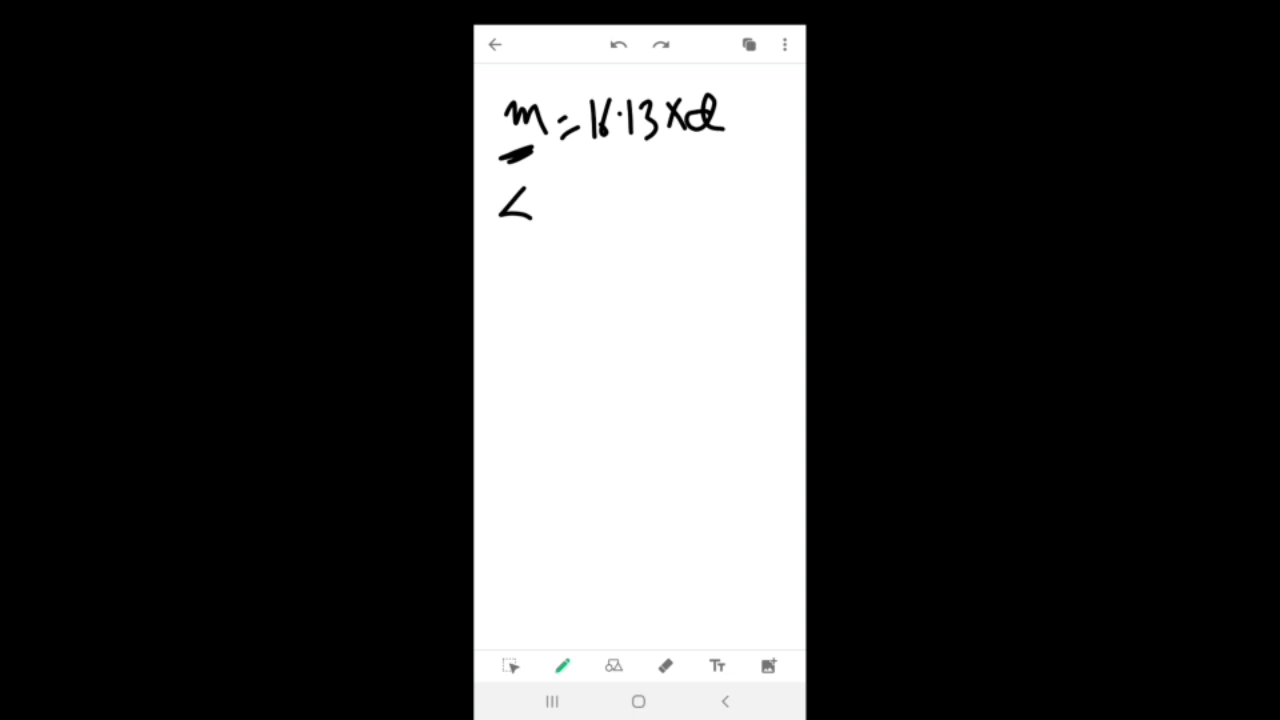 m = 16.13 x d
<